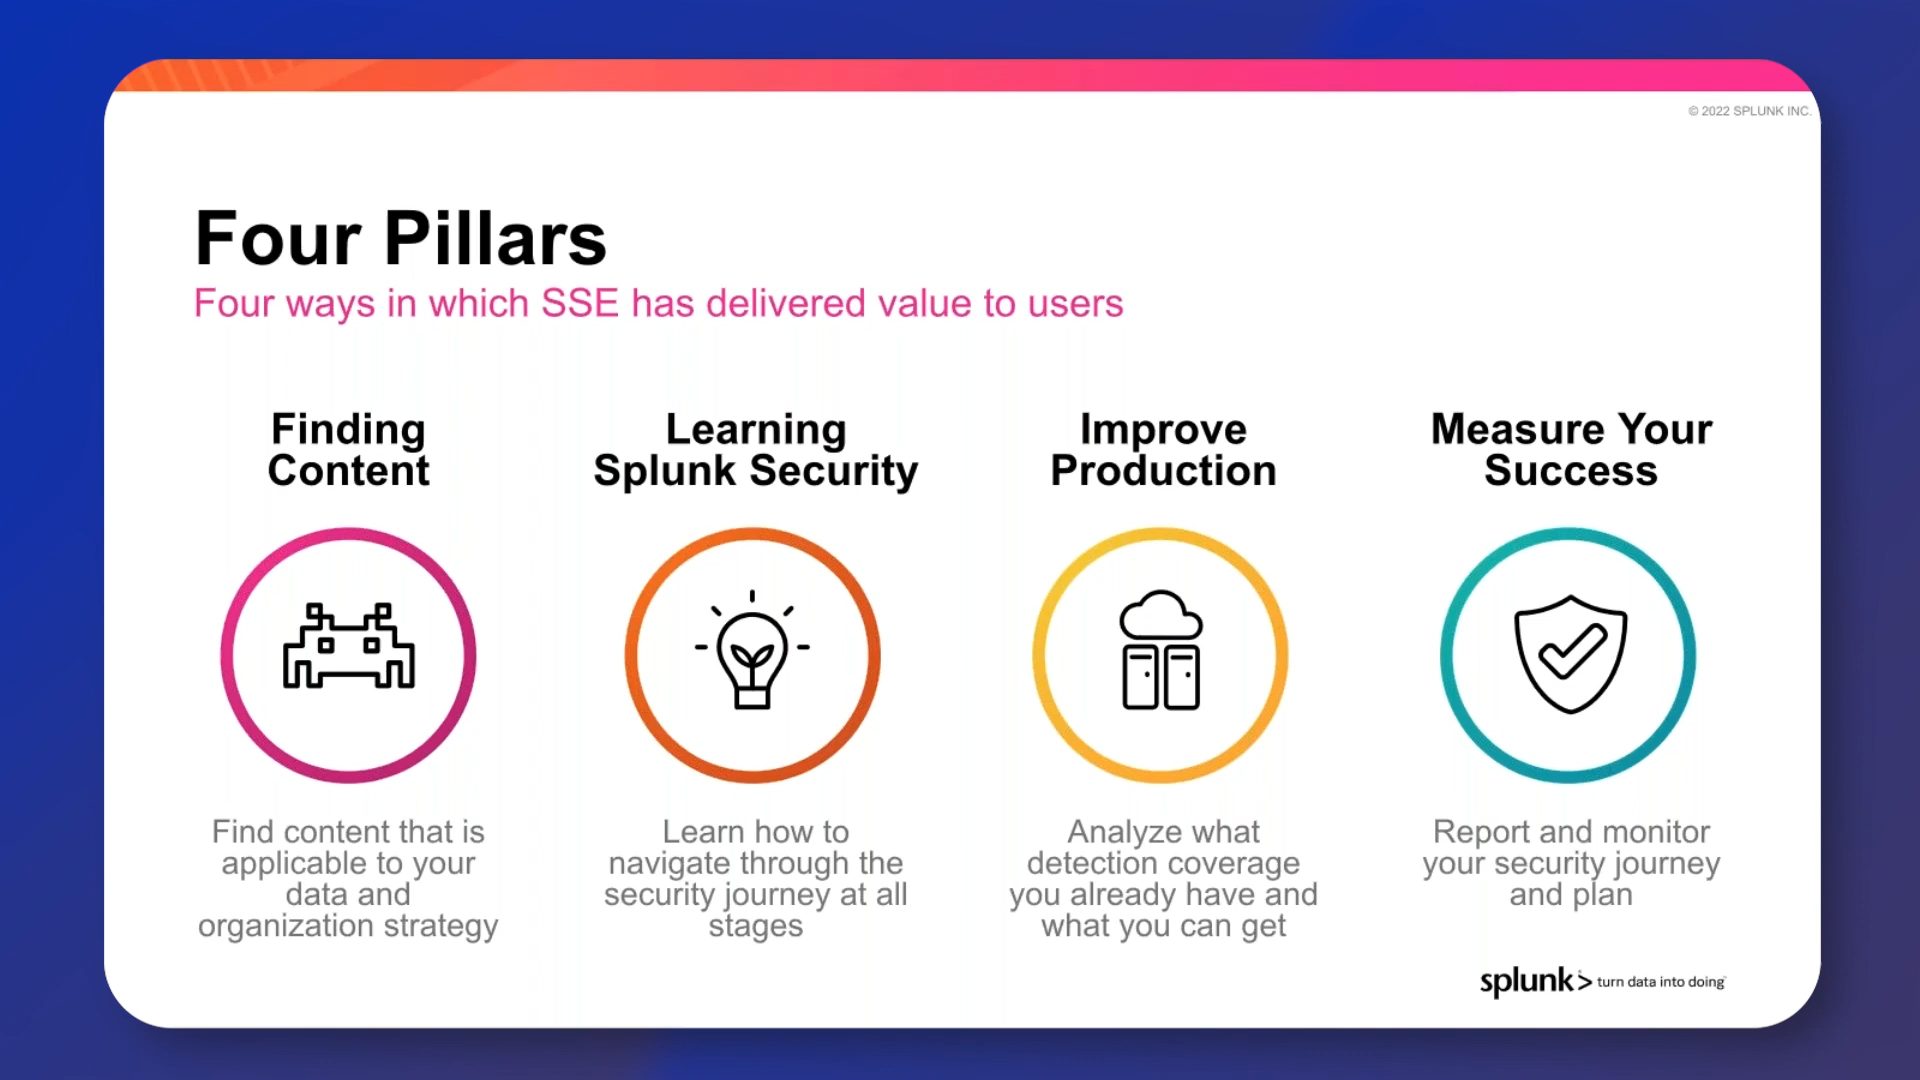 © 2022 SPLUNK INC.
Four Pillars
Four ways in which SSE has delivered value to users
Finding
Content
Find content that is
applicable to your
data and
organization strategy
Learning
Splunk Security
Learn how to
navigate through the
security journey at all
stages
Improve
Production
Analyze what
detection coverage
you already have and
what you can get
Measure Your
Success
Report and monitor
your security journey
and plan
splunk> turn data into doing